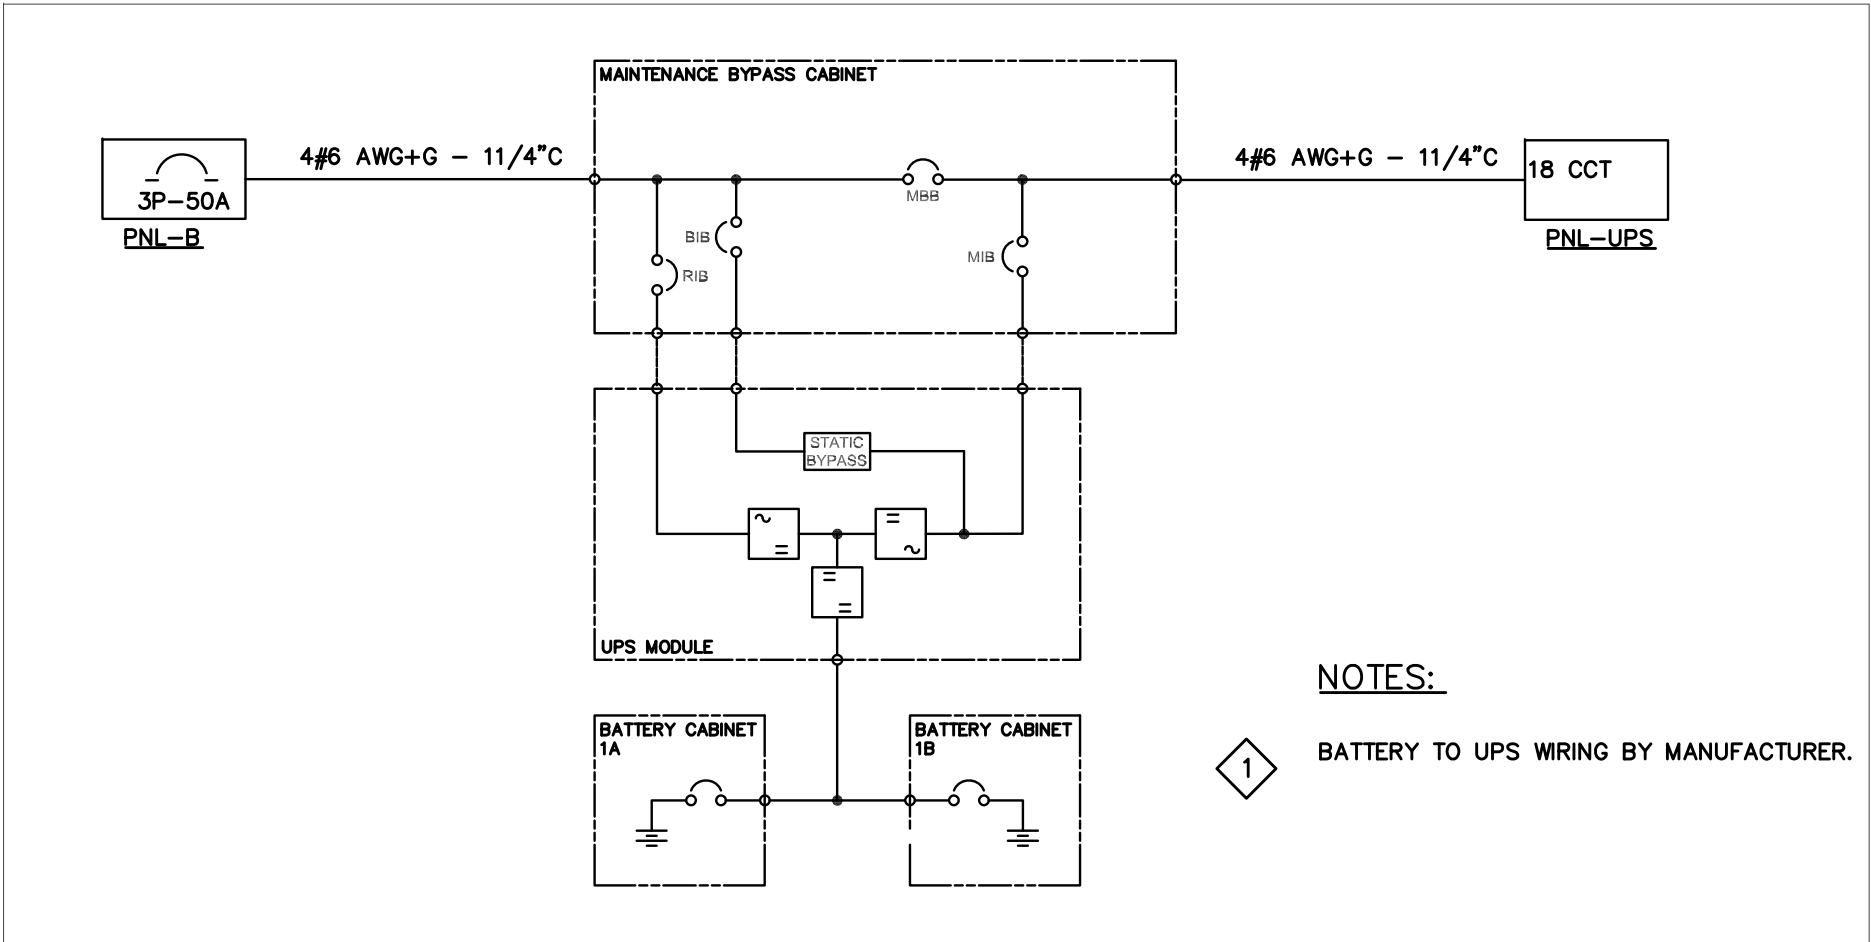 MAINTENANCE BYPASS CABINET
4#6 AWG+G - 11/4"C
3P-50A
PNL-B
MBB
BIB
RIB
MIB
4#6 AWG+G - 11/4"C
18 CCT
PNL-UPS
STATIC
BYPASS
UPS MODULE
BATTERY CABINET
1A
BATTERY CABINET
1B
NOTES:
1
BATTERY TO UPS WIRING BY MANUFACTURER.